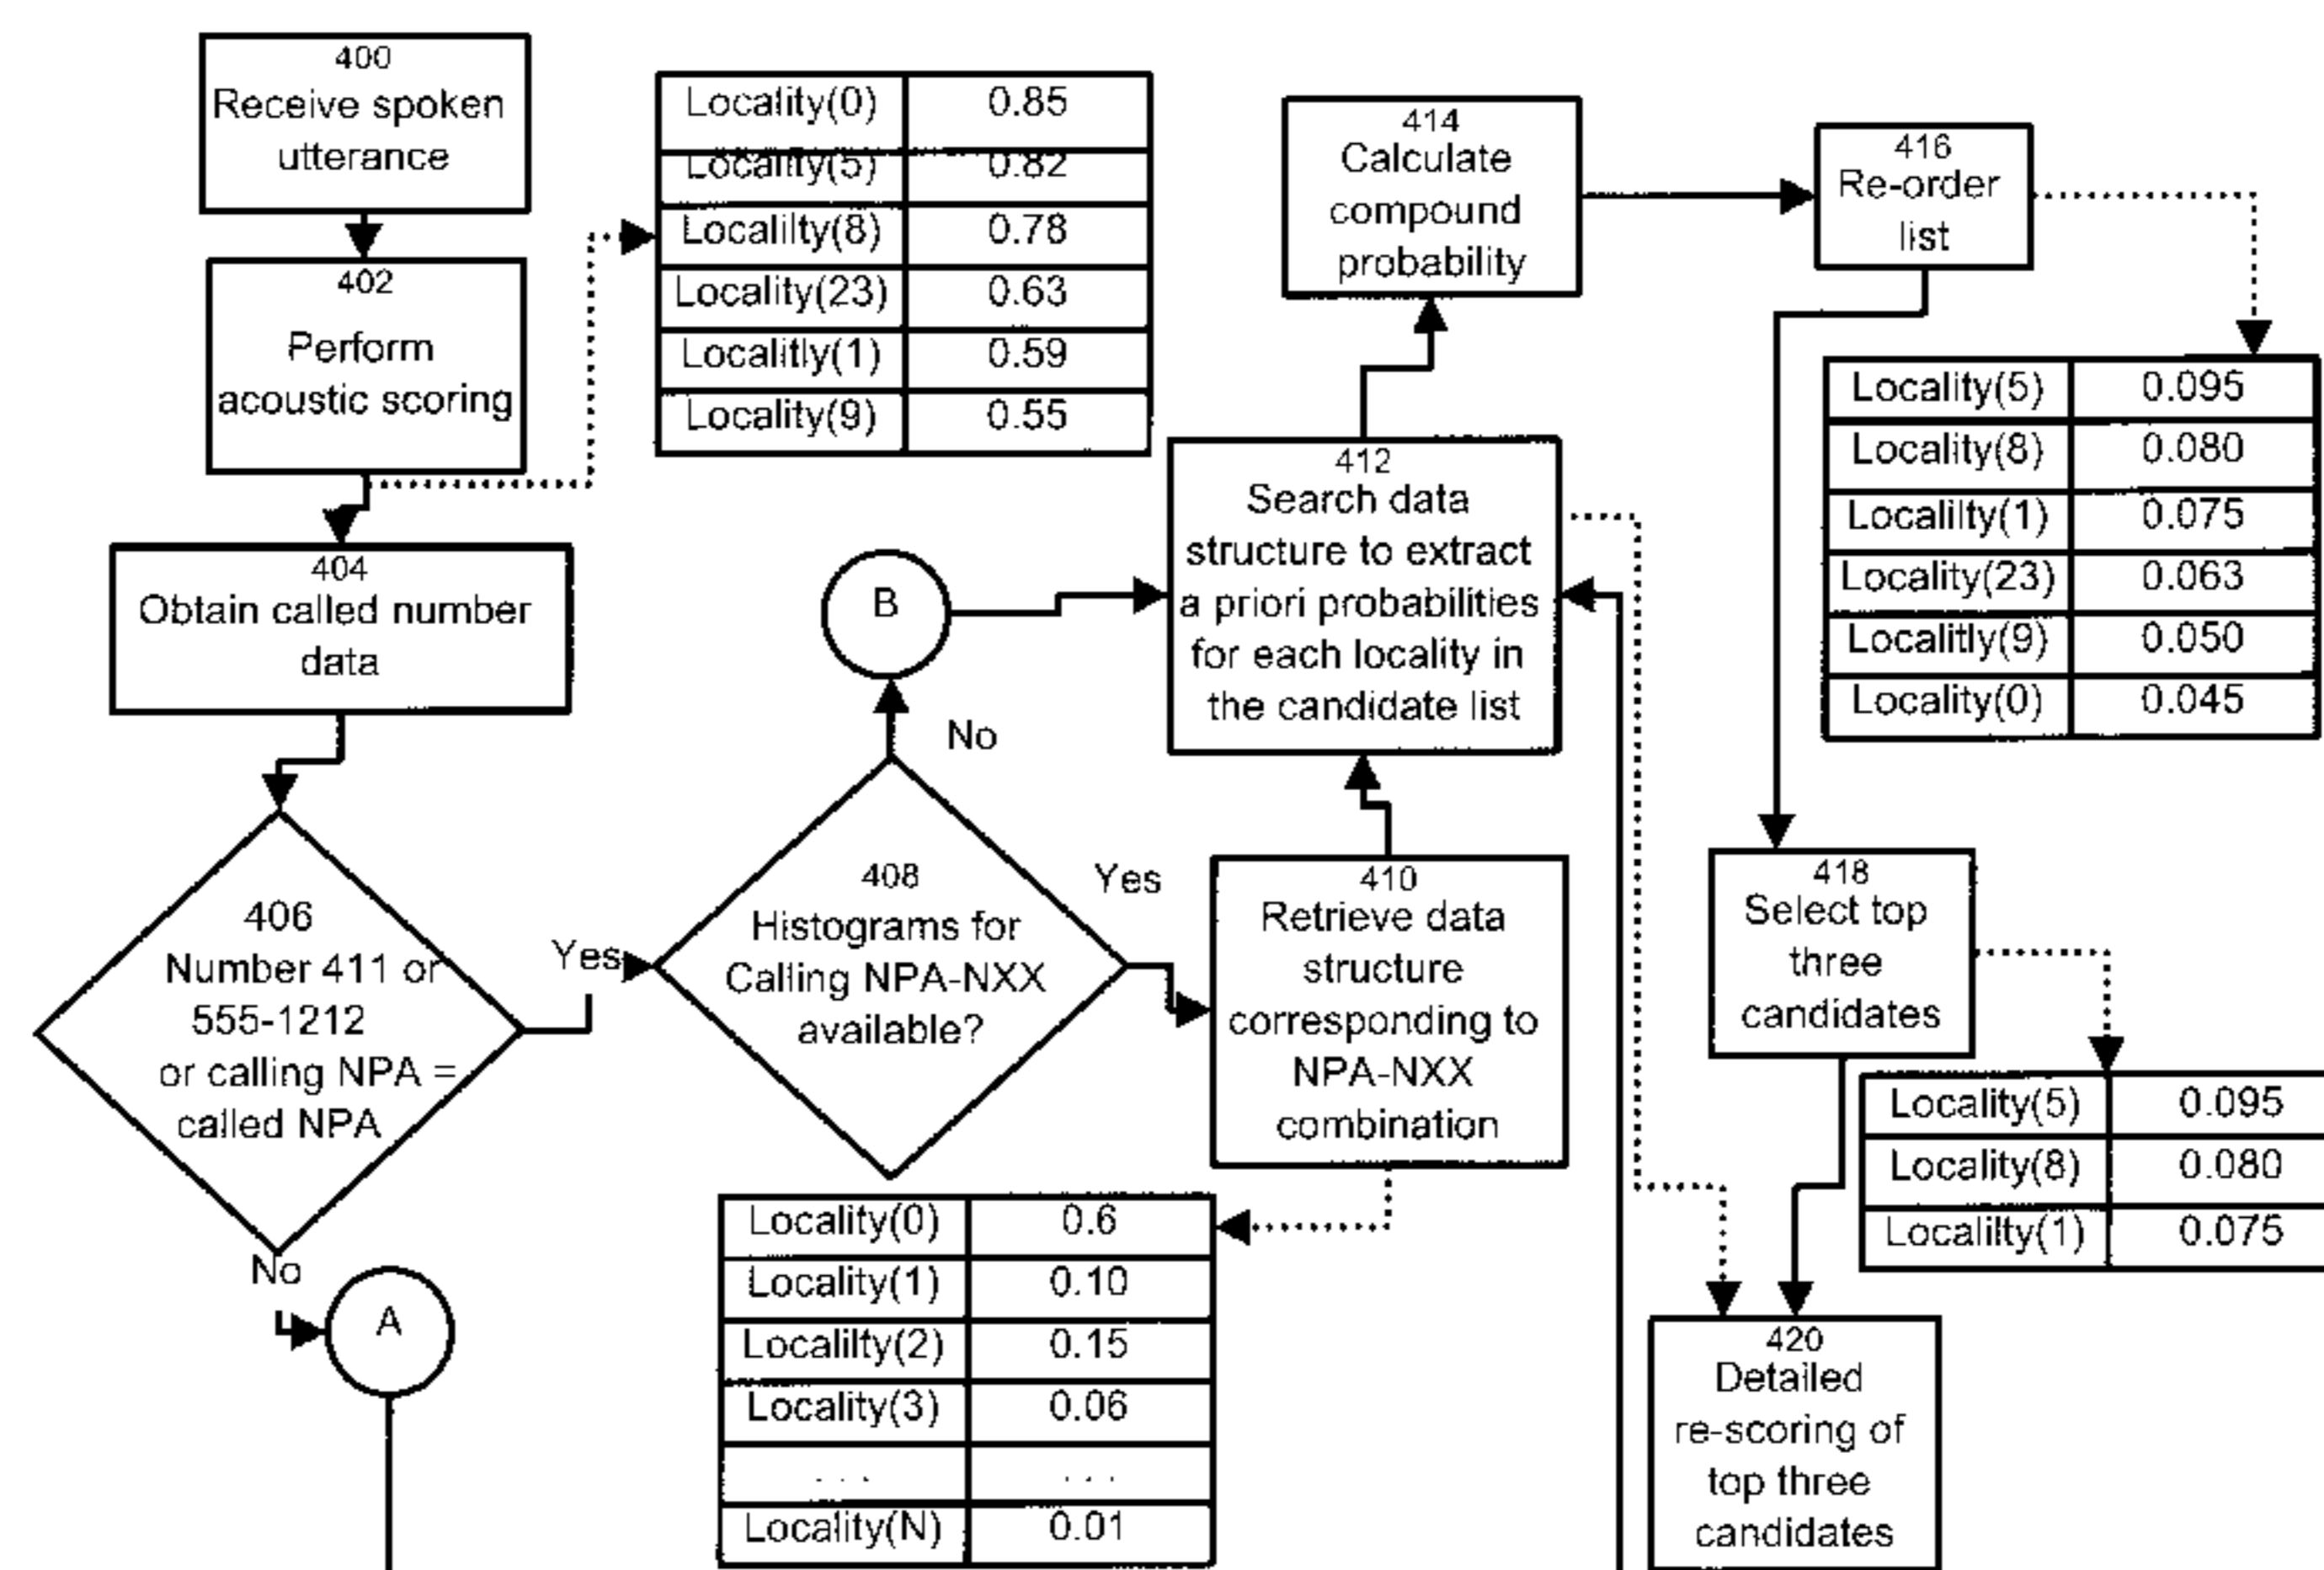 400
Receive spoken
utterance
402
Perform
acoustic scoring
Locality(0) 0.85
Locality(5) 0.82
Localilty(8) 0.78
Locality(23) 0.63
Localitly(1) 0.59
Locality(9) 0.55
404
Obtain called number
data
406
Number 411 or
555-1212
or calling NPA =
called NPA
Yes
No
A
408
Histograms for
Calling NPA-NXX
available?
No
Yes
B
410
Retrieve data
structure
corresponding to
NPA-NXX
combination
Locality(0) 0.6
Locality(1) 0.10
Localilty(2) 0.15
Locality(3) 0.06
. . . . . .
Locality(N) 0.01
412
Search data
structure to extract
a priori probabilities
for each locality in
the candidate list
414
Calculate
compound
probability
416
Re-order
list
Locality(5) 0.095
Locality(8) 0.080
Localilty(1) 0.075
Locality(23) 0.063
Localitly(9) 0.050
Locality(0) 0.045
418
Select top
three
candidates
Locality(5) 0.095
Locality(8) 0.080
Localilty(1) 0.075
420
Detailed
re-scoring of
top three
candidates